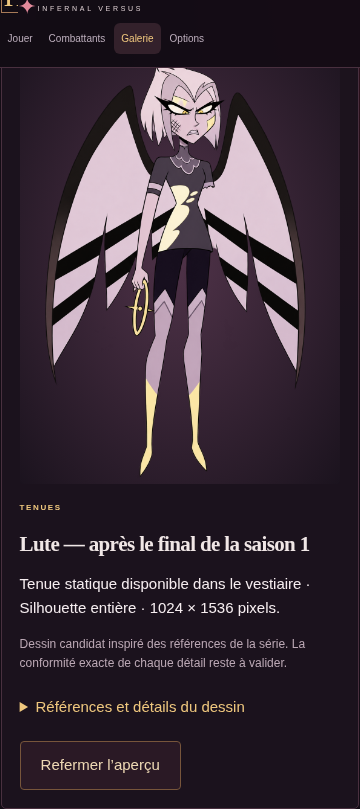 INFERNAL VERSUS
Jouer Combattants Galerie Options
TENUES
Lute — après le final de la saison 1
Tenue statique disponible dans le vestiaire ·
Silhouette entière · 1024 × 1536 pixels.
Dessin candidat inspiré des références de la série. La
conformité exacte de chaque détail reste à valider.
Références et détails du dessin
Refermer l’aperçu